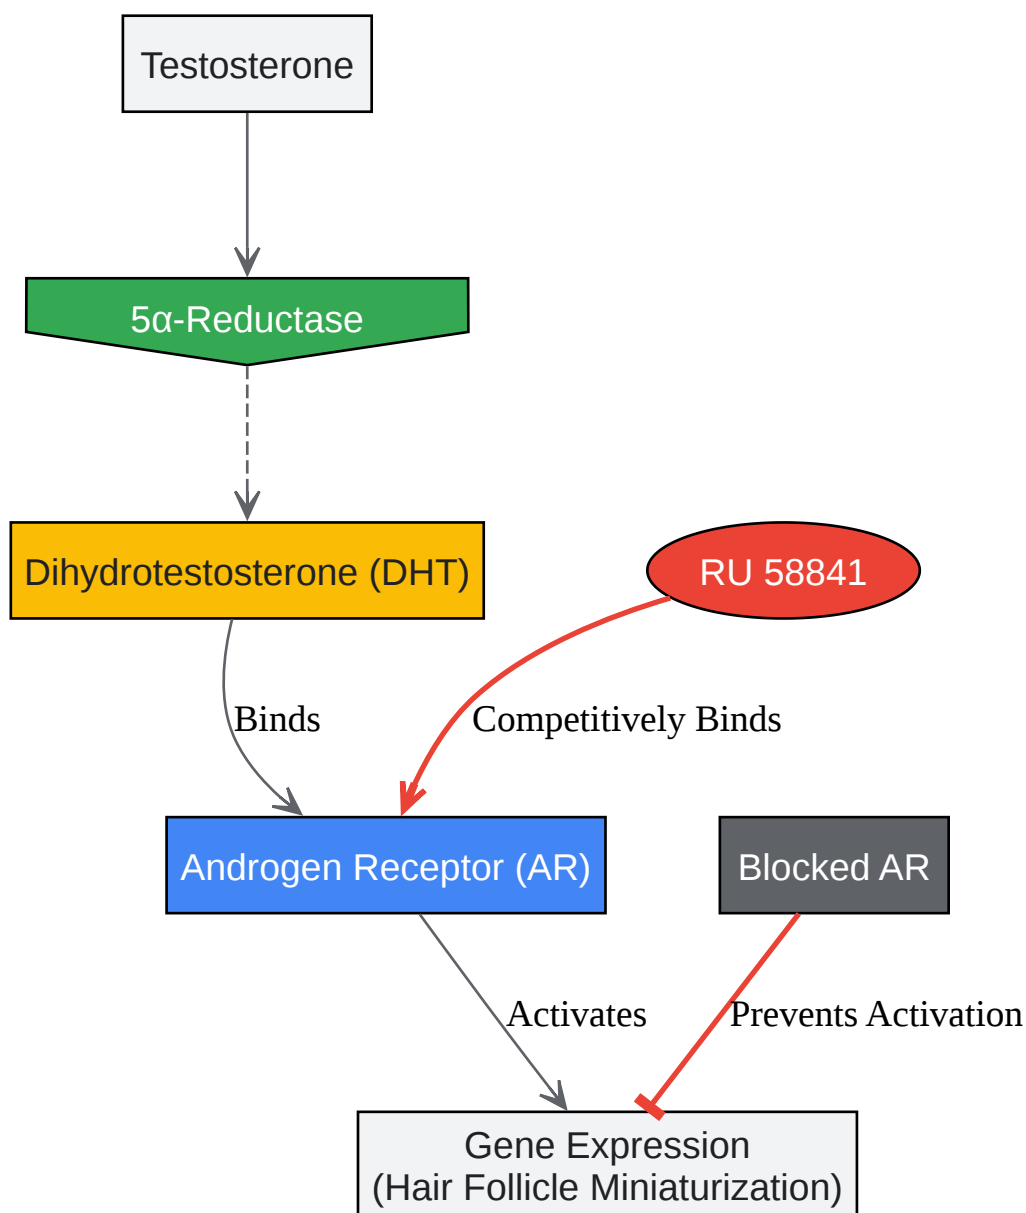 Testosterone
5α-Reductase
Dihydrotestosterone (DHT)
RU 58841
Binds
Competitively Binds
Androgen Receptor (AR)
Blocked AR
Activates
Prevents Activation
Gene Expression
(Hair Follicle Miniaturization)